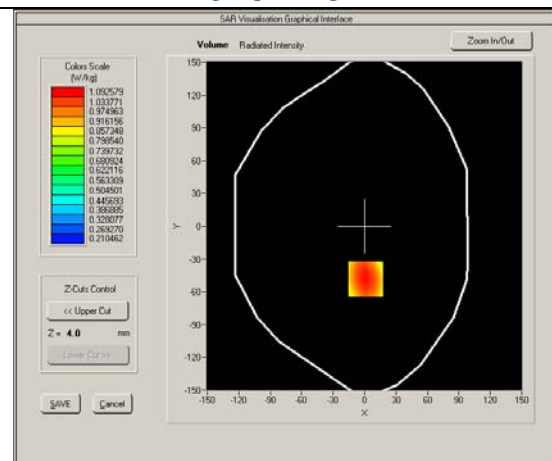 SAR Visualisation Graphical Interface
Volume Radiated Intensity
Zoom In/Out
Colors Scale
(W/kg)
1.092579
1.033771
0.974963
0.916156
0.857348
0.798540
0.739732
0.680924
0.622116
0.563309
0.504501
0.445693
0.386885
0.328077
0.269270
0.210462
Z-Cuts Control
<< Upper Cut
Z = 4.0 mm
Lower Cut >>
SAVE Cancel
150
120
90
60
30
0
-30
-60
-90
-120
-150
Y
-150 -120 -90 -60 -30 0 30 60 90 120 150
X